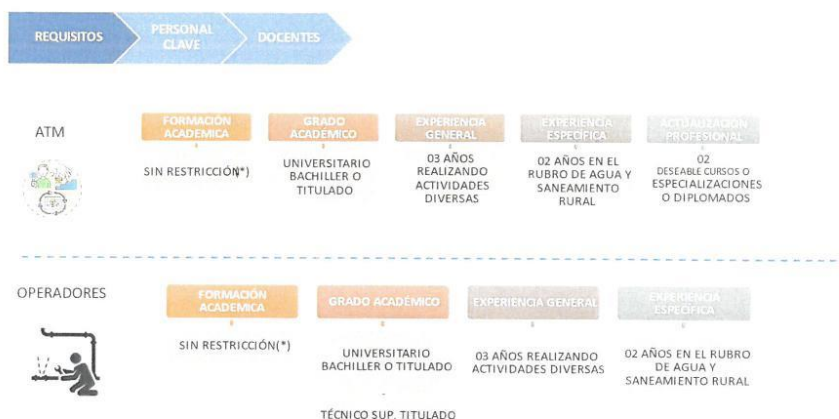 REQUISITOS
PERSONAL
CLAVE
DOCENTES
ATM
FORMACIÓN
ACADEMICA
SIN RESTRICCIÓN(*)
GRADO
ACADÉMICO
UNIVERSITARIO
BACHILLER O
TITULADO
EXPERIENCIA
GENERAL
03 AÑOS
REALIZANDO
ACTIVIDADES
DIVERSAS
EXPERIENCIA
ESPECÍFICA
02 AÑOS EN EL
RUBRO DE AGUA Y
SANEAMIENTO
RURAL
ACTUALIZACIÓN
PROFESIONAL
02
DESEABLE CURSOS O
ESPECIALIZACIONES
O DIPLOMADOS
OPERADORES
FORMACIÓN
ACADEMICA
SIN RESTRICCIÓN(*)
GRADO ACADÉMICO
UNIVERSITARIO
BACHILLER O TITULADO
TÉCNICO SUP. TITULADO
EXPERIENCIA GENERAL
03 AÑOS REALIZANDO
ACTIVIDADES DIVERSAS
EXPERIENCIA
ESPECÍFICA
02 AÑOS EN EL RUBRO
DE AGUA Y
SANEAMIENTO RURAL